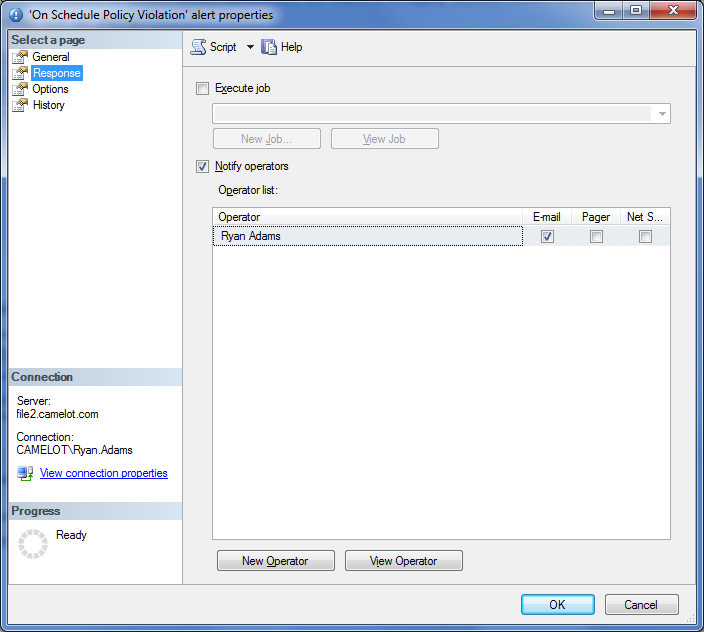 'On Schedule Policy Violation' alert properties
Select a page
General
Response
Options
History
Script
Help
Execute job
New Job...
View Job
Notify operators
Operator list:
Operator E-mail Pager Net S...
Ryan Adams
Connection
Server:
file2.camelot.com
Connection:
CAMELOT\Ryan.Adams
View connection properties
Progress
Ready
New Operator
View Operator
OK
Cancel